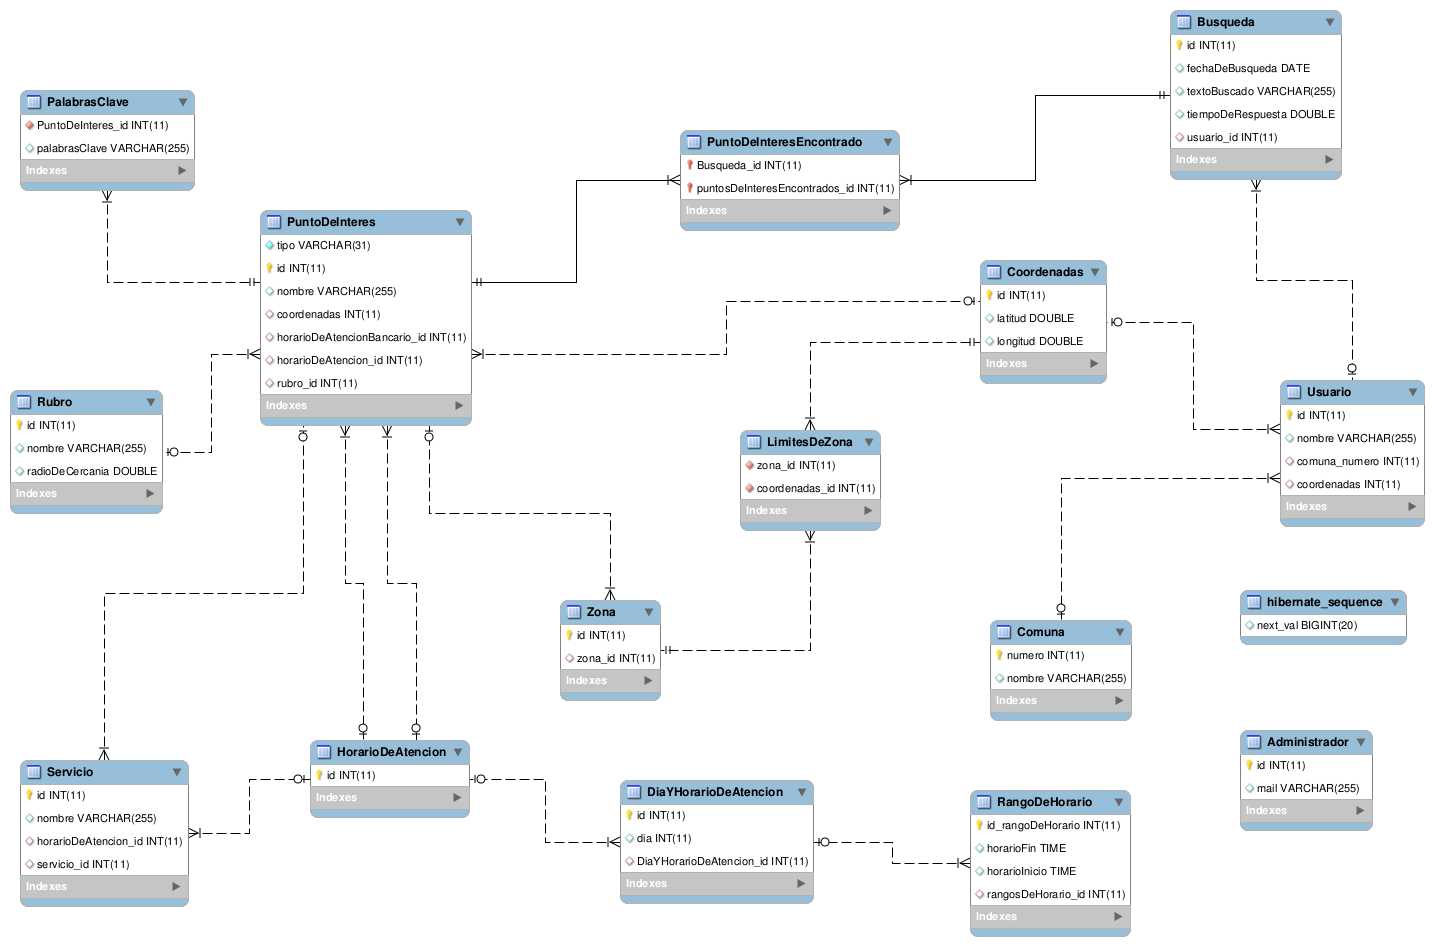 Busqueda
id INT(11)
fechaDeBusqueda DATE
textoBuscado VARCHAR(255)
tiempoDeRespuesta DOUBLE
usuario_id INT(11)
Indexes
PalabrasClave
PuntoDeInteres_id INT(11)
palabrasClave VARCHAR(255)
Indexes
PuntoDeInteresEncontrado
Busqueda_id INT(11)
puntosDeInteresEncontrados_id INT(11)
Indexes
PuntoDeInteres
tipo VARCHAR(31)
id INT(11)
nombre VARCHAR(255)
coordenadas INT(11)
horarioDeAtencionBancario_id INT(11)
horarioDeAtencion_id INT(11)
rubro_id INT(11)
Indexes
Coordenadas
id INT(11)
latitud DOUBLE
longitud DOUBLE
Indexes
Rubro
id INT(11)
nombre VARCHAR(255)
radioDeCercania DOUBLE
Indexes
Usuario
id INT(11)
nombre VARCHAR(255)
comuna_numero INT(11)
coordenadas INT(11)
Indexes
LimitesDeZona
zona_id INT(11)
coordenadas_id INT(11)
Indexes
Zona
id INT(11)
zona_id INT(11)
Indexes
hibernate_sequence
next_val BIGINT(20)
Comuna
numero INT(11)
nombre VARCHAR(255)
Indexes
Administrador
id INT(11)
mail VARCHAR(255)
Indexes
HorarioDeAtencion
id INT(11)
Indexes
Servicio
id INT(11)
nombre VARCHAR(255)
horarioDeAtencion_id INT(11)
servicio_id INT(11)
Indexes
DiaYHorarioDeAtencion
id INT(11)
dia INT(11)
DiaYHorarioDeAtencion_id INT(11)
Indexes
RangoDeHorario
id_rangoDeHorario INT(11)
horarioFin TIME
horarioInicio TIME
rangosDeHorario_id INT(11)
Indexes